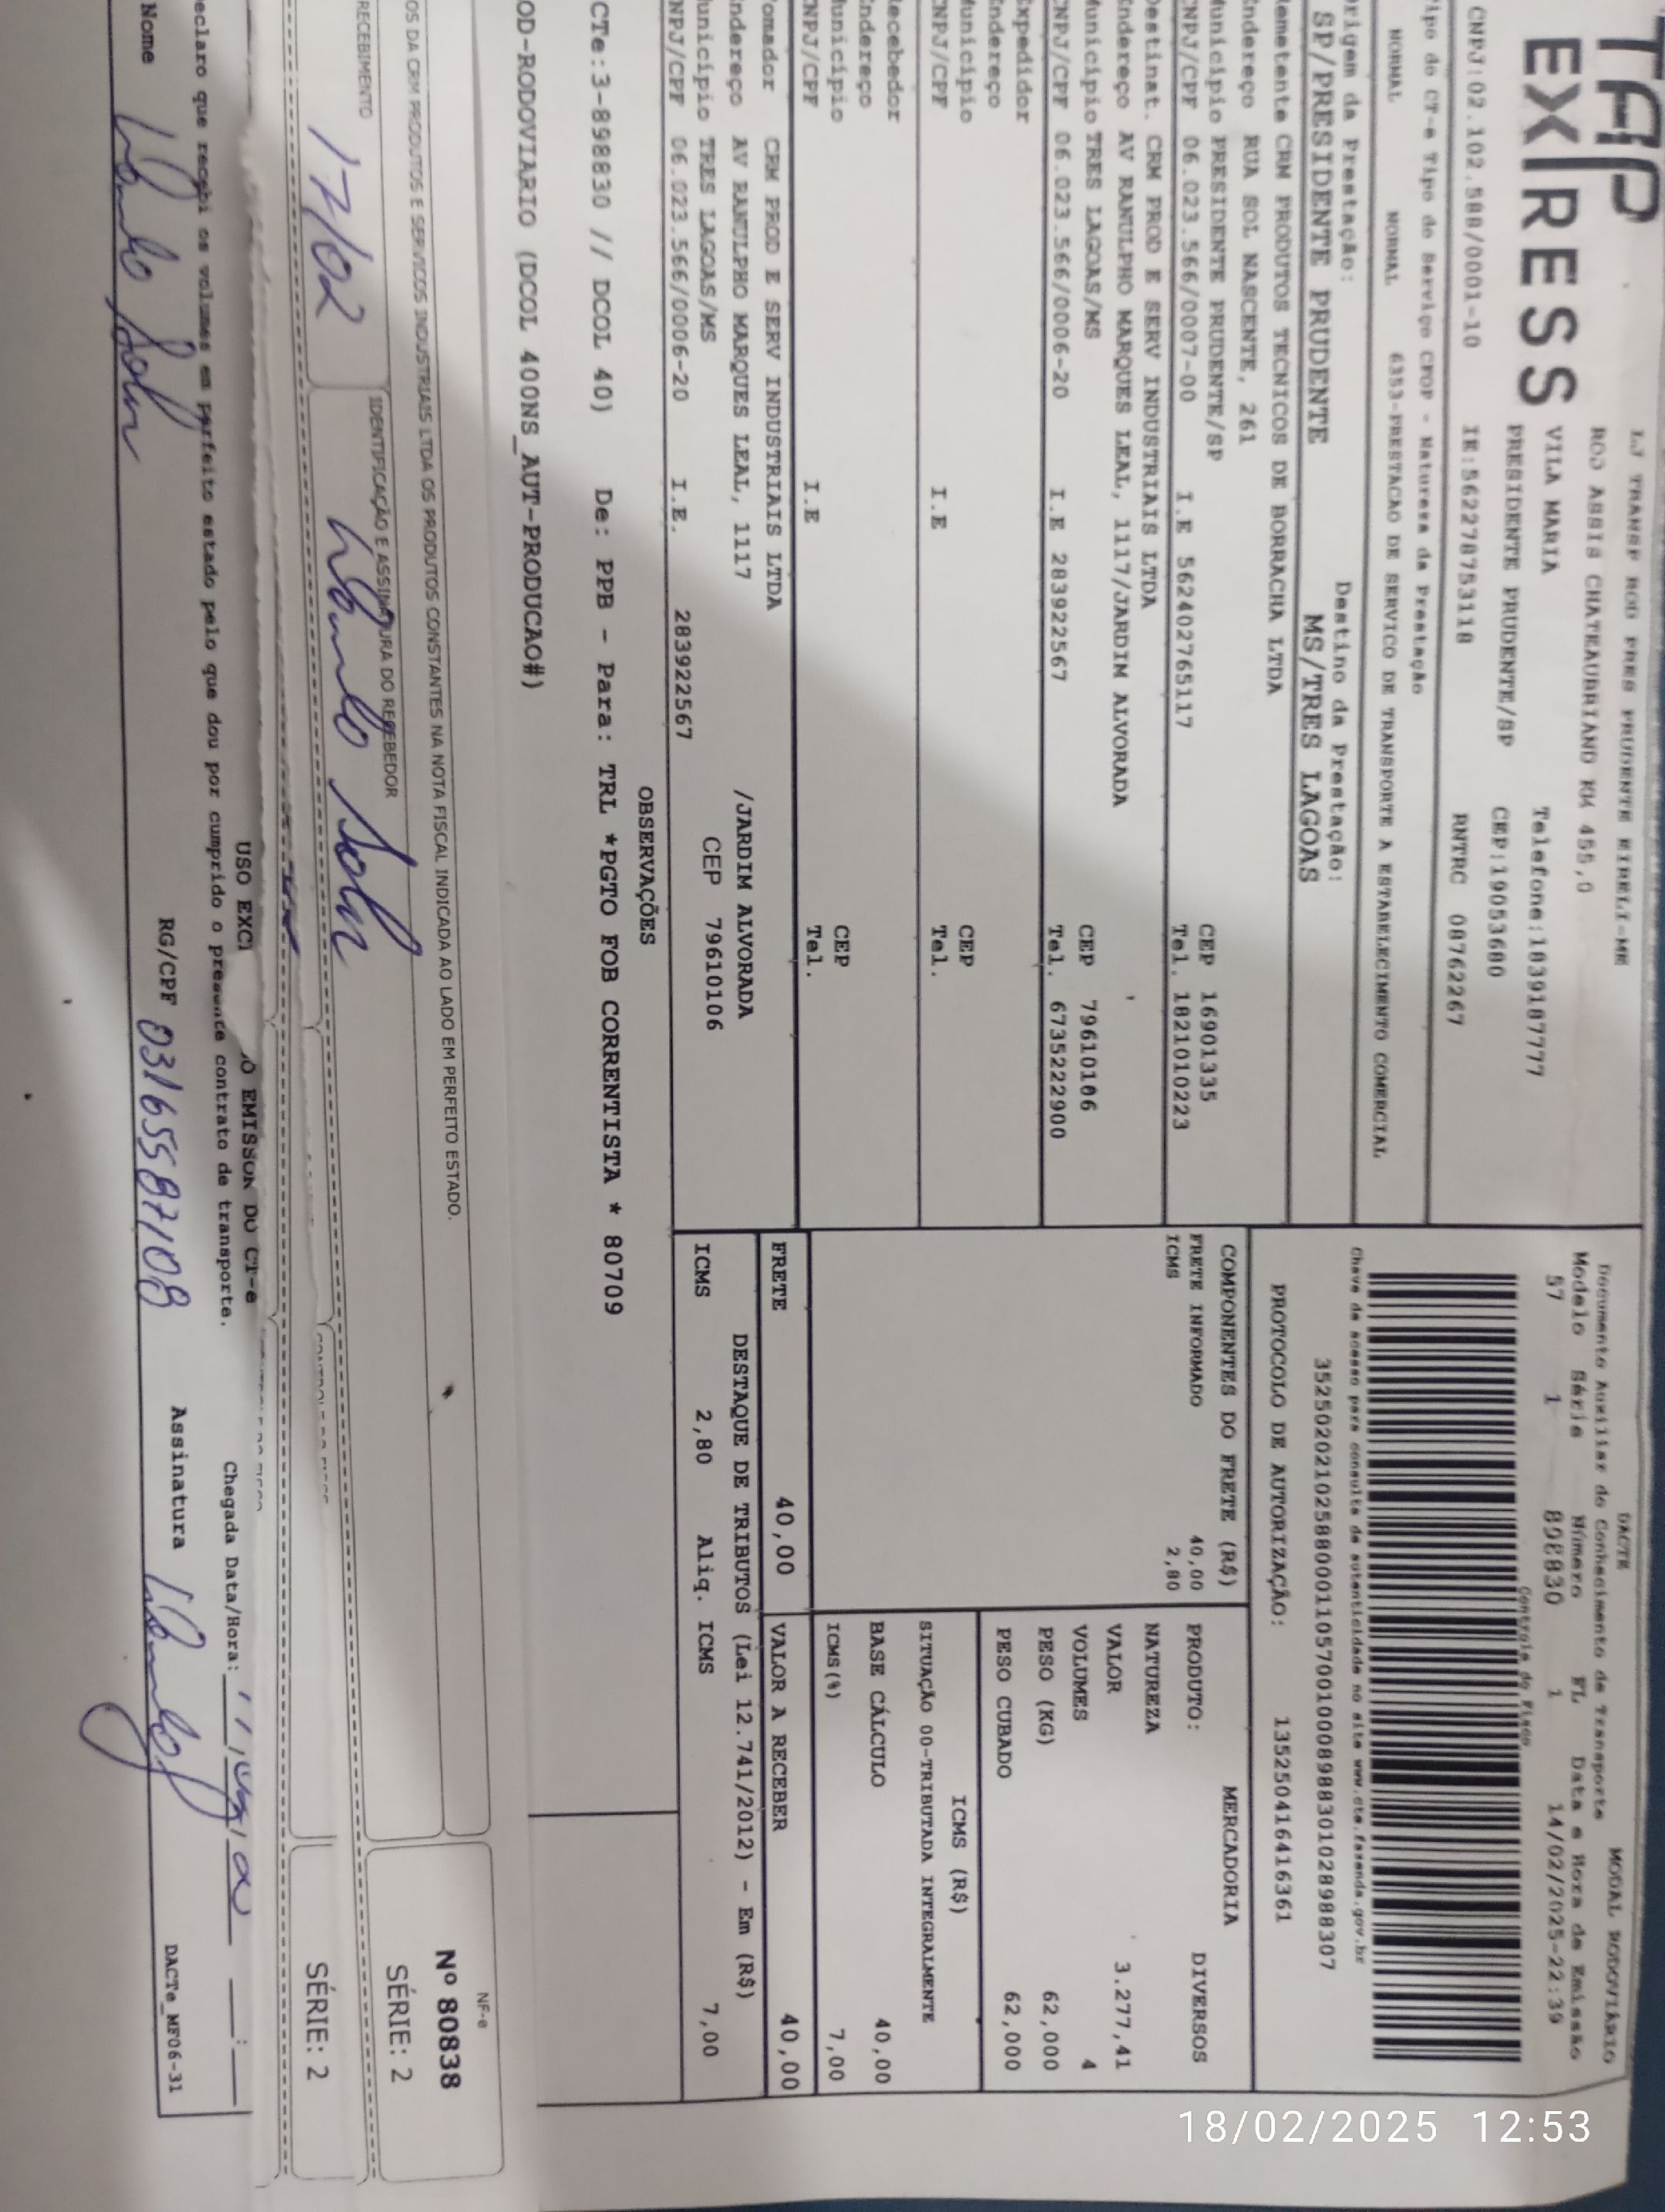 TAP
EXPRESS
LJ TRANSP ROD PRES PRUDENTE EIRELI-ME
ROD ASSIS CHATEAUBRIAND KM 455,0
VILA MARIA Telefone:1839187777
PRESIDENTE PRUDENTE/SP CEP:19053680
CNPJ:02.102.588/0001-10 IE:562278753118 RNTRC 08762267
DACTE MODAL RODOVIÁRIO
Documento Auxiliar do Conhecimento de Transporte
Modelo Série Número FL Data e Hora de Emissão
57 1 898830 1 14/02/2025-22:39
Controle do Fisco
Tipo do CT-e Tipo do Serviço CFOP - Natureza da Prestação
NORMAL NORMAL 6353-PRESTACAO DE SERVICO DE TRANSPORTE A ESTABELECIMENTO COMERCIAL
Chave de acesso para consulta de autenticidade no site www.cte.fazenda.gov.br
35250202102588000110570010008988301028988307
Origem da Prestação: Destino da Prestação:
SP/PRESIDENTE PRUDENTE MS/TRES LAGOAS
PROTOCOLO DE AUTORIZAÇÃO: 135250416416361
Remetente CRM PRODUTOS TECNICOS DE BORRACHA LTDA
Endereço RUA SOL NASCENTE, 261
Município PRESIDENTE PRUDENTE/SP CEP 16901335
CNPJ/CPF 06.023.566/0007-00 I.E 562402765117 Tel. 1821010223
Destinat. CRM PROD E SERV INDUSTRIAIS LTDA
Endereço AV RANULPHO MARQUES LEAL, 1117/JARDIM ALVORADA
Município TRES LAGOAS/MS CEP 79610106
CNPJ/CPF 06.023.566/0006-20 I.E 283922567 Tel. 6735222900
Expedidor
Endereço
Município CEP
CNPJ/CPF I.E Tel.
Recebedor
Endereço
Município CEP
CNPJ/CPF I.E Tel.
Tomador CRM PROD E SERV INDUSTRIAIS LTDA
Endereço AV RANULPHO MARQUES LEAL, 1117 /JARDIM ALVORADA
Município TRES LAGOAS/MS CEP 79610106
CNPJ/CPF 06.023.566/0006-20 I.E. 283922567
COMPONENTES DO FRETE (R$)
FRETE INFORMADO 40,00
ICMS 2,80
MERCADORIA
PRODUTO: DIVERSOS
NATUREZA
VALOR 3.277,41
VOLUMES 4
PESO (KG) 62,000
PESO CUBADO 62,000
ICMS (R$)
SITUAÇÃO 00-TRIBUTADA INTEGRALMENTE
BASE CÁLCULO 40,00
ICMS(%) 7,00
FRETE 40,00 VALOR A RECEBER 40,00
DESTAQUE DE TRIBUTOS (Lei 12.741/2012) - Em (R$)
ICMS 2,80 Aliq. ICMS 7,00
OBSERVAÇÕES
CTe:3-898830 // DCOL 40) De: PPB - Para: TRL *PGTO FOB CORRENTISTA * 80709
OD-RODOVIARIO (DCOL 400NS_AUT-PRODUCAO#)
OS DA CRM PRODUTOS E SERVICOS INDUSTRIAIS LTDA OS PRODUTOS CONSTANTES NA NOTA FISCAL INDICADA AO LADO EM PERFEITO ESTADO.
NF-e
Nº 80838
SÉRIE: 2
RECEBIMENTO IDENTIFICAÇÃO E ASSINATURA DO RECEBEDOR
17/02
SÉRIE: 2
USO EXCL ÃO EMISSOR DO CT-e
eclaro que recebi os volumes em perfeito estado pelo que dou por cumprido o presente contrato de transporte.
Chegada Data/Hora:
Nome RG/CPF 03165587108 Assinatura
DACTe_MF06-31
18/02/2025 12:53